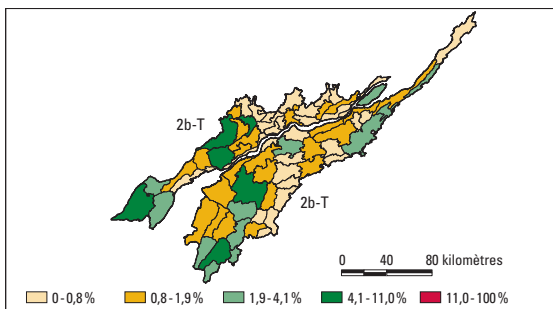 2b-T
2b-T
0 40 80 kilomètres
0 - 0,8 % 0,8 - 1,9 % 1,9 - 4,1 % 4,1 - 11,0 % 11,0 - 100 %